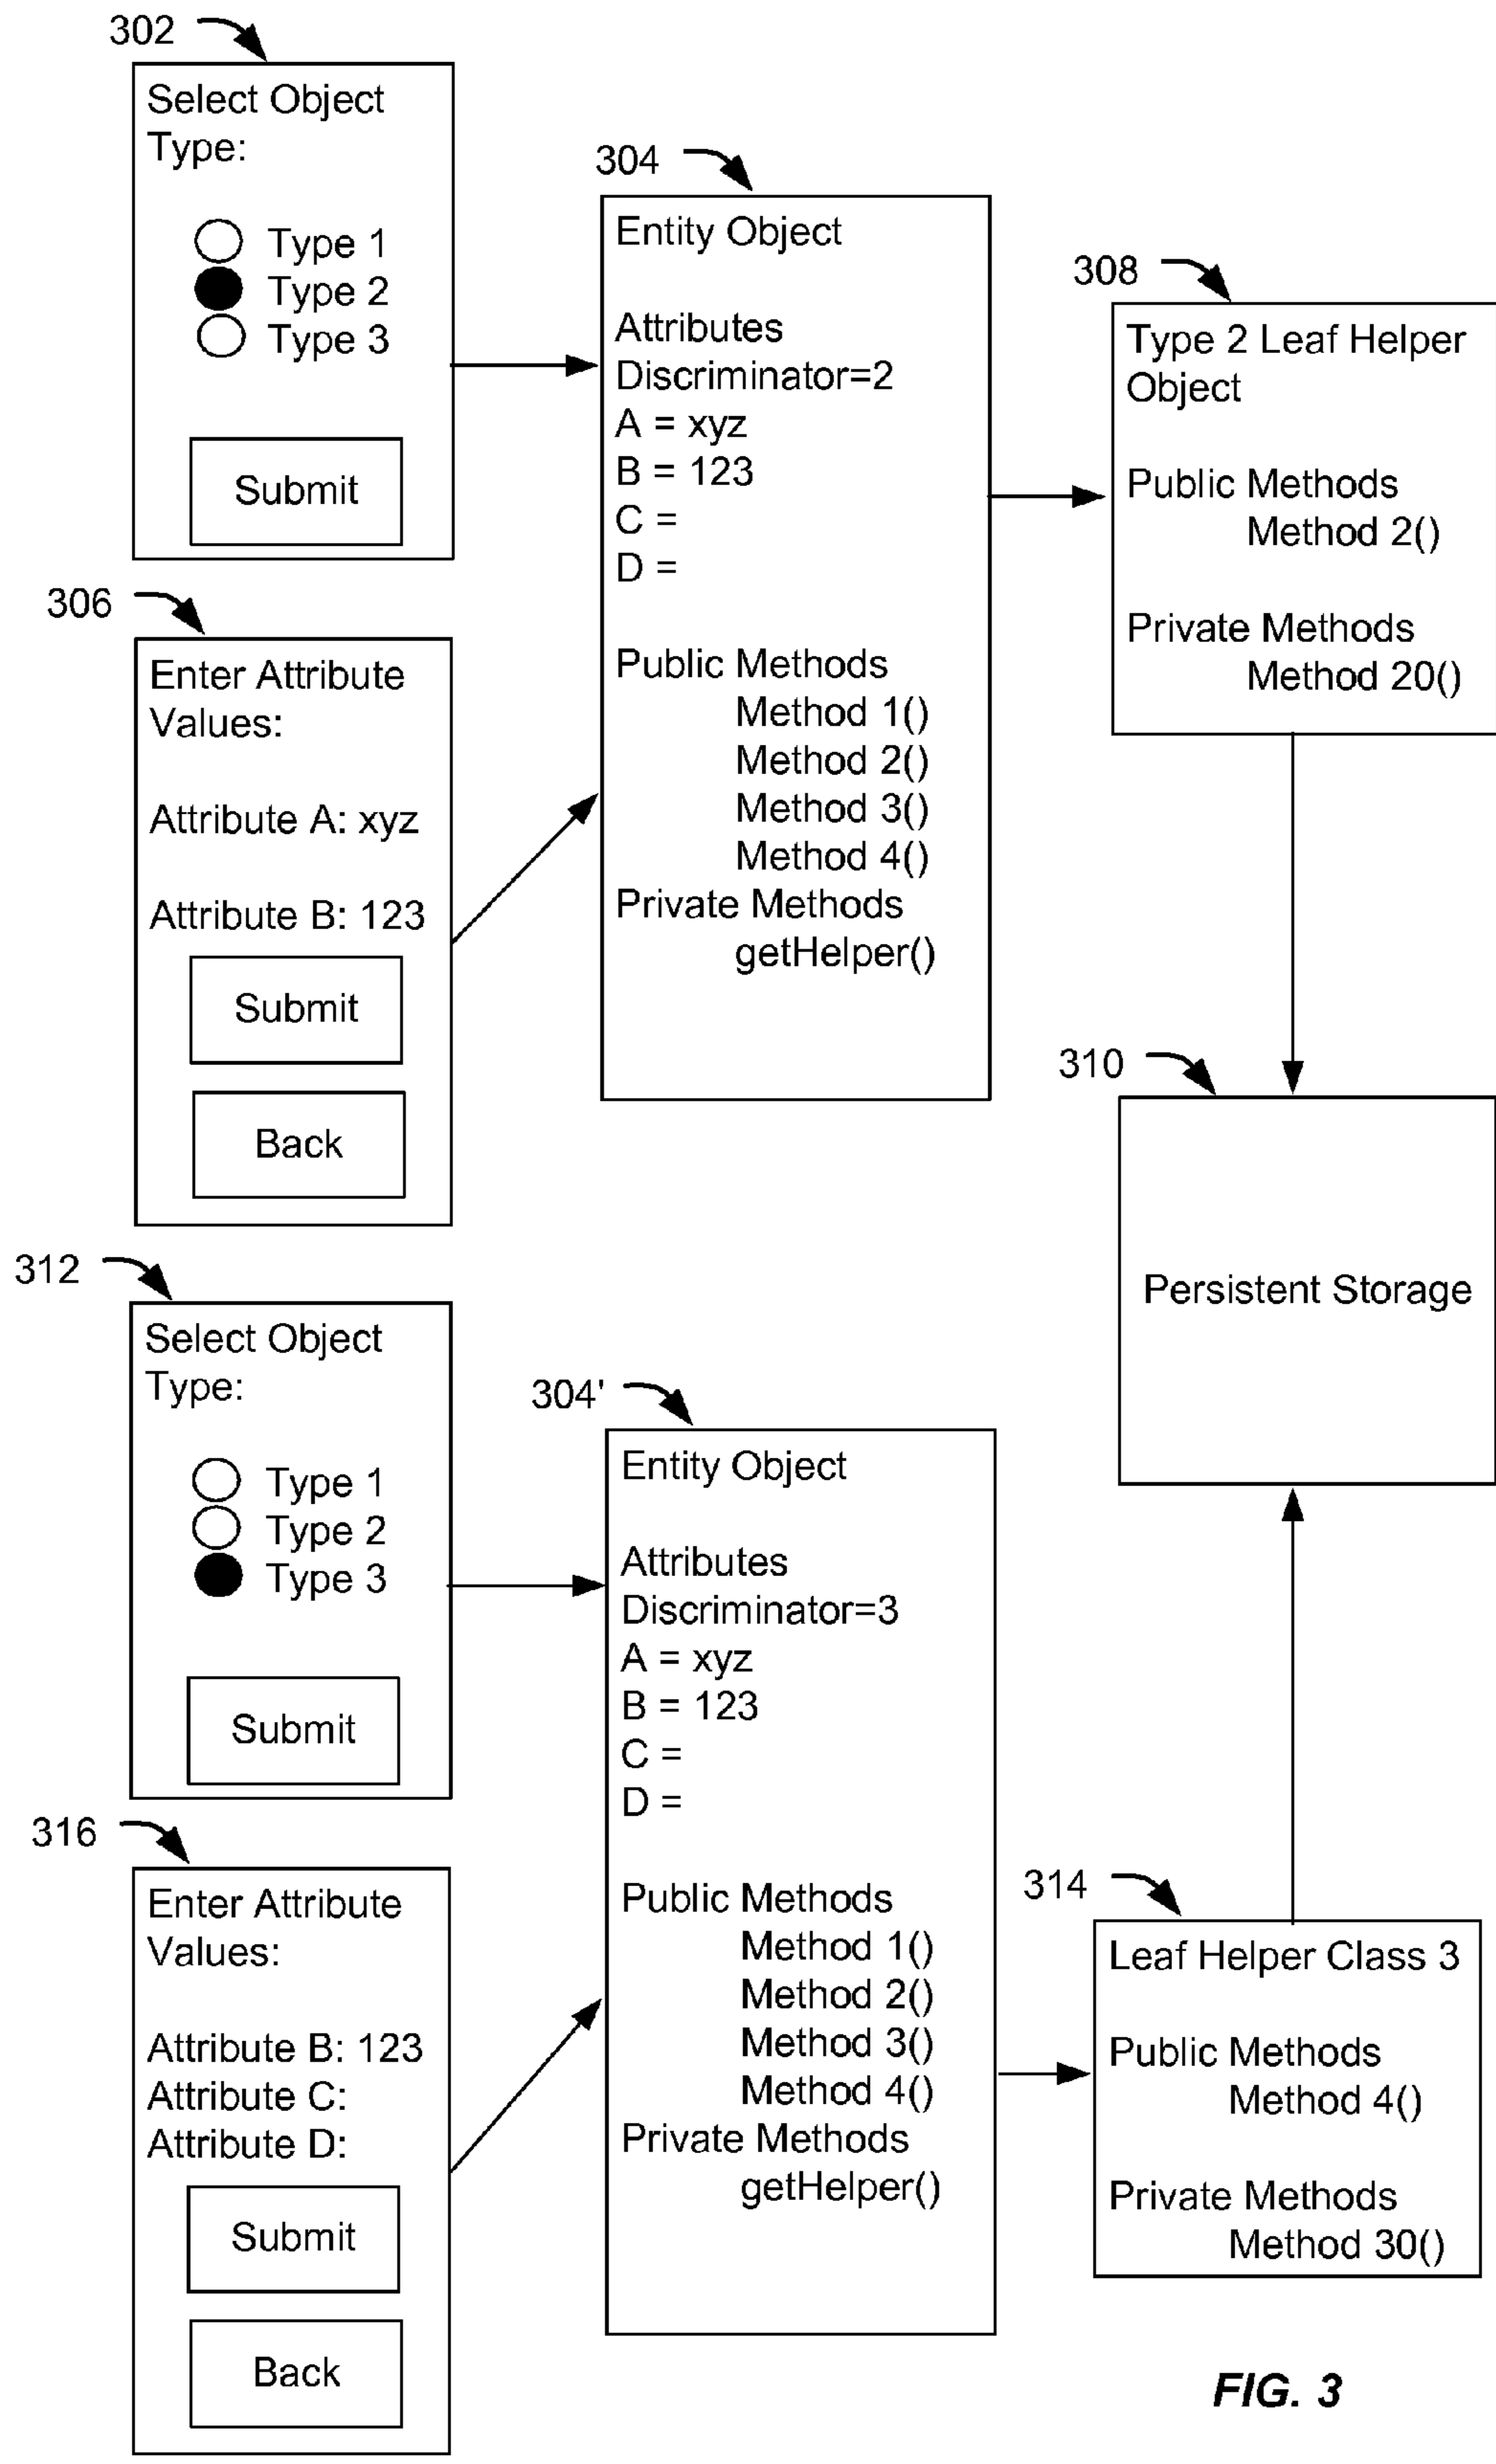 302
Select Object
Type:
Type 1
Type 2
Type 3
Submit
304
Entity Object
Attributes
Discriminator=2
A = xyz
B = 123
C =
D =
Public Methods
Method 1()
Method 2()
Method 3()
Method 4()
Private Methods
getHelper()
308
Type 2 Leaf Helper
Object
Public Methods
Method 2()
Private Methods
Method 20()
306
Enter Attribute
Values:
Attribute A: xyz
Attribute B: 123
Submit
Back
310
Persistent Storage
312
Select Object
Type:
Type 1
Type 2
Type 3
Submit
304'
Entity Object
Attributes
Discriminator=3
A = xyz
B = 123
C =
D =
Public Methods
Method 1()
Method 2()
Method 3()
Method 4()
Private Methods
getHelper()
316
Enter Attribute
Values:
Attribute B: 123
Attribute C:
Attribute D:
Submit
Back
314
Leaf Helper Class 3
Public Methods
Method 4()
Private Methods
Method 30()
FIG. 3